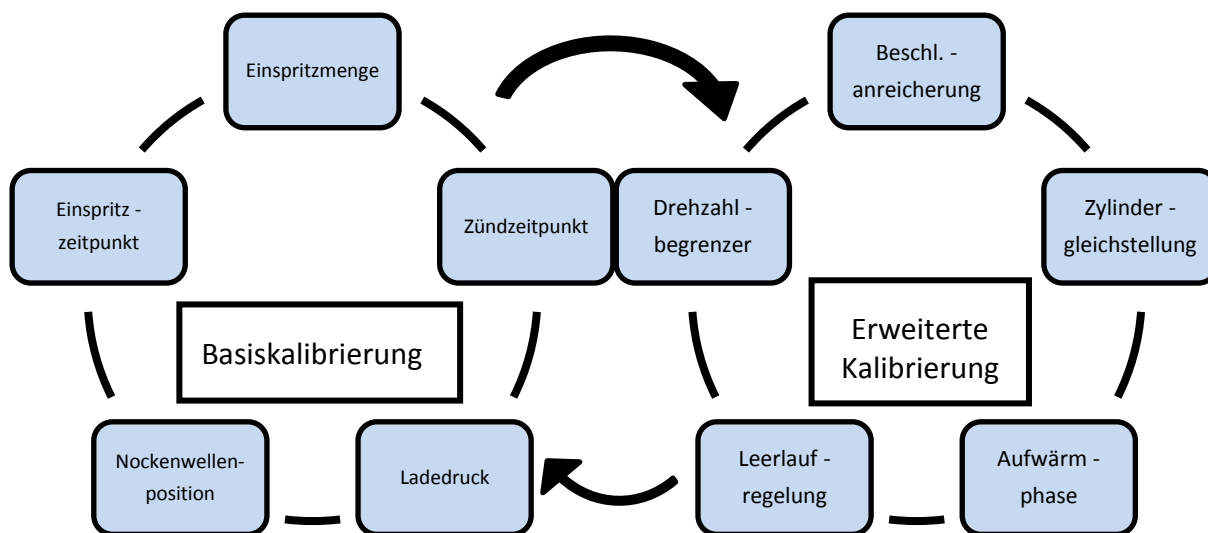 Einspritzmenge
Einspritz -
zeitpunkt
Zündzeitpunkt
Basiskalibrierung
Nockenwellen-
position
Ladedruck
Beschl. -
anreicherung
Drehzahl -
begrenzer
Zylinder -
gleichstellung
Erweiterte
Kalibrierung
Leerlauf -
regelung
Aufwärm -
phase